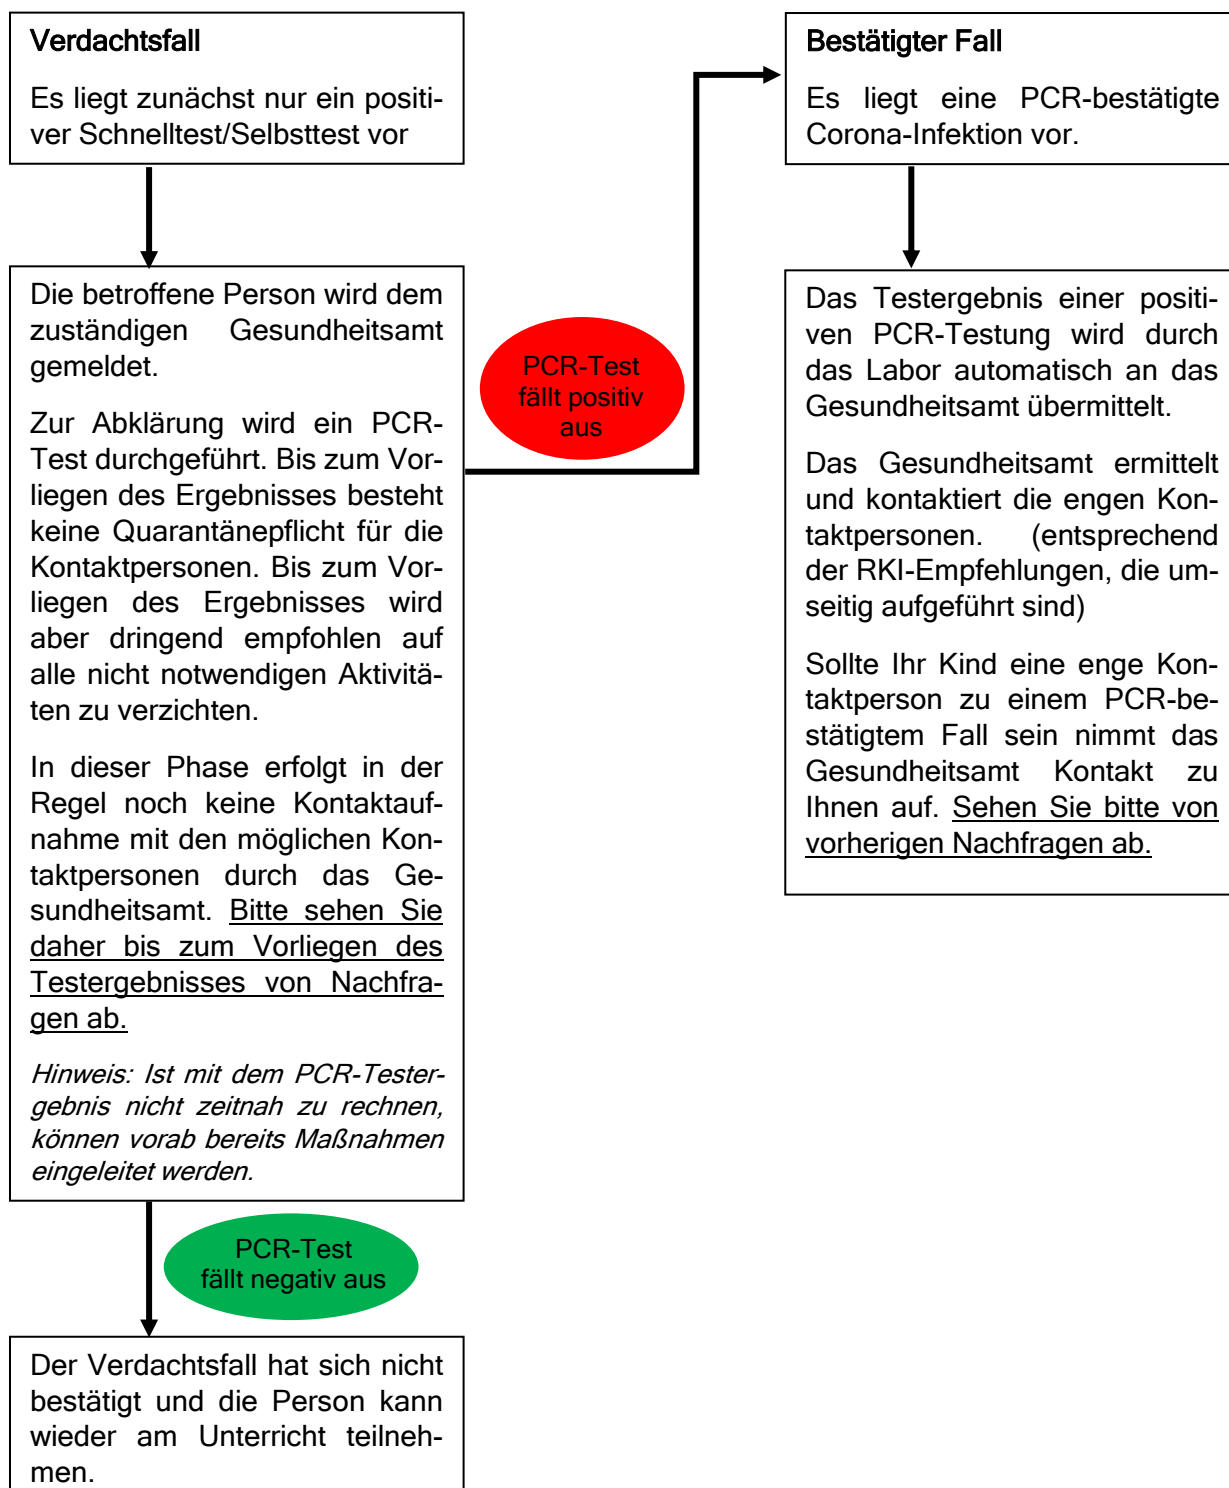 Verdachtsfall
Es liegt zunächst nur ein positi-
ver Schnelltest/Selbsttest vor
Die betroffene Person wird dem
zuständigen Gesundheitsamt
gemeldet.
Zur Abklärung wird ein PCR-
Test durchgeführt. Bis zum Vor-
liegen des Ergebnisses besteht
keine Quarantänepflicht für die
Kontaktpersonen. Bis zum Vor-
liegen des Ergebnisses wird
aber dringend empfohlen auf
alle nicht notwendigen Aktivitä-
ten zu verzichten.
In dieser Phase erfolgt in der
Regel noch keine Kontaktauf-
nahme mit den möglichen Kon-
taktpersonen durch das Ge-
sundheitsamt. Bitte sehen Sie
daher bis zum Vorliegen des
Testergebnisses von Nachfra-
gen ab.
Hinweis: Ist mit dem PCR-Tester-
gebnis nicht zeitnah zu rechnen,
können vorab bereits Maßnahmen
eingeleitet werden.
PCR-Test
fällt negativ aus
Der Verdachtsfall hat sich nicht
bestätigt und die Person kann
wieder am Unterricht teilneh-
men.
PCR-Test
fällt positiv
aus
Bestätigter Fall
Es liegt eine PCR-bestätigte
Corona-Infektion vor.
Das Testergebnis einer positi-
ven PCR-Testung wird durch
das Labor automatisch an das
Gesundheitsamt übermittelt.
Das Gesundheitsamt ermittelt
und kontaktiert die engen Kon-
taktpersonen. (entsprechend
der RKI-Empfehlungen, die um-
seitig aufgeführt sind)
Sollte Ihr Kind eine enge Kon-
taktperson zu einem PCR-be-
stätigtem Fall sein nimmt das
Gesundheitsamt Kontakt zu
Ihnen auf. Sehen Sie bitte von
vorherigen Nachfragen ab.